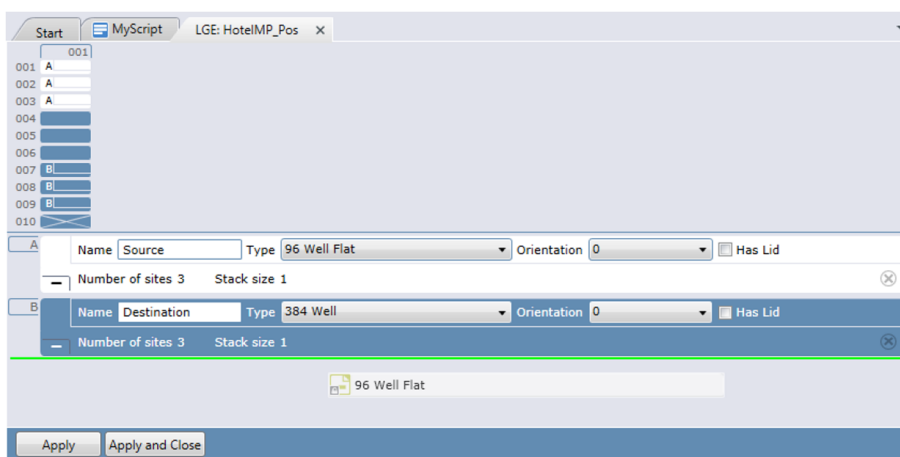 Start MyScript LGE: HotelMP_Pos X
001
001 A
002 A
003 A
004
005
006
007 B
008 B
009 B
010
A
Name Source Type 96 Well Flat Orientation 0 Has Lid
Number of sites 3 Stack size 1
B
Name Destination Type 384 Well Orientation 0 Has Lid
Number of sites 3 Stack size 1
96 Well Flat
Apply Apply and Close